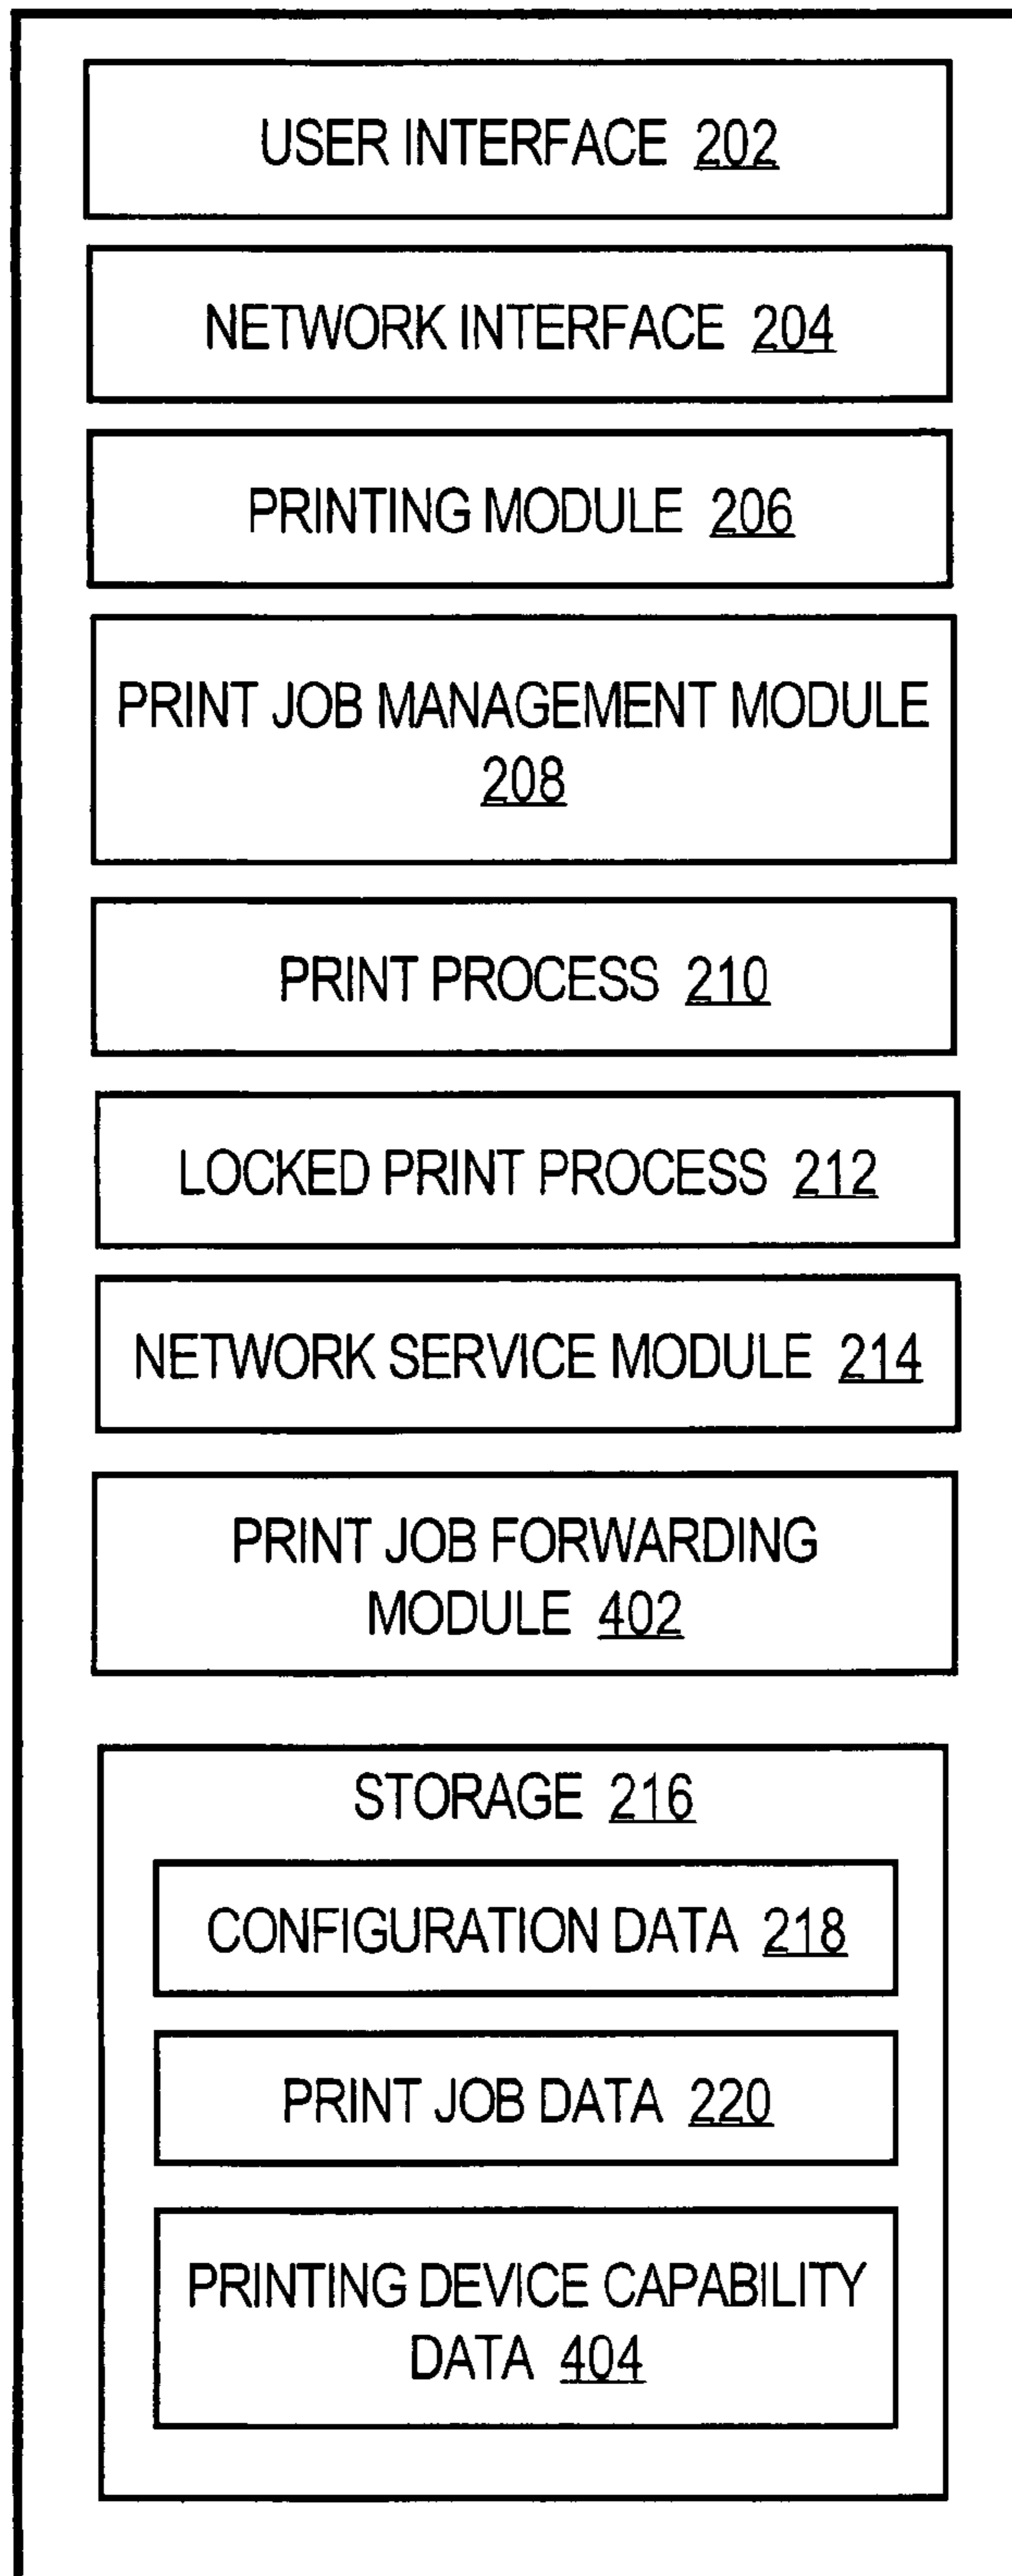 USER INTERFACE 202
NETWORK INTERFACE 204
PRINTING MODULE 206
PRINT JOB MANAGEMENT MODULE
208
PRINT PROCESS 210
LOCKED PRINT PROCESS 212
NETWORK SERVICE MODULE 214
PRINT JOB FORWARDING
MODULE 402
STORAGE 216
CONFIGURATION DATA 218
PRINT JOB DATA 220
PRINTING DEVICE CAPABILITY
DATA 404